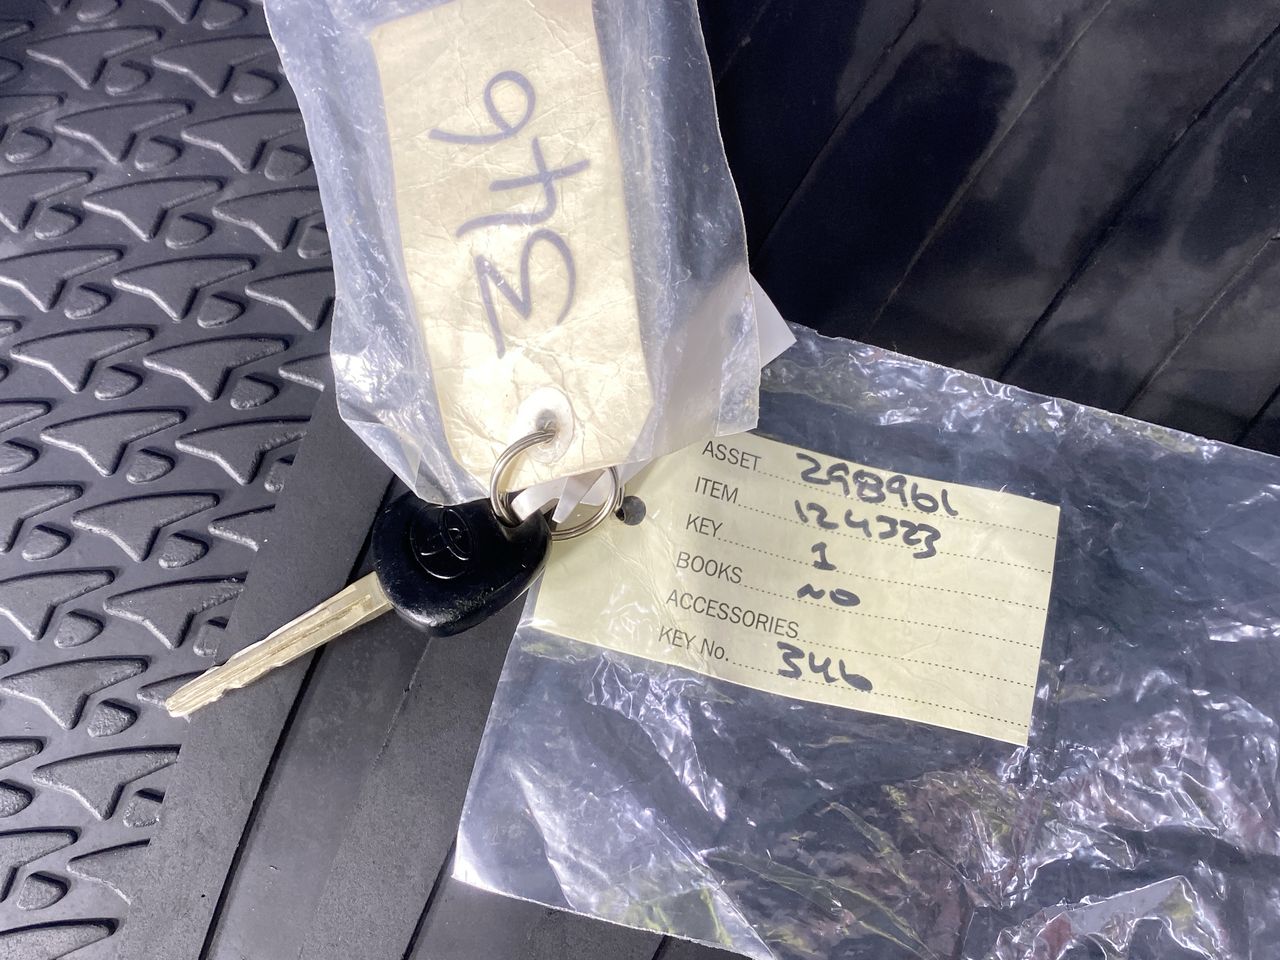 346
ASSET 298961
ITEM 124323
KEY 1
BOOKS NO
ACCESSORIES
KEY No. 346